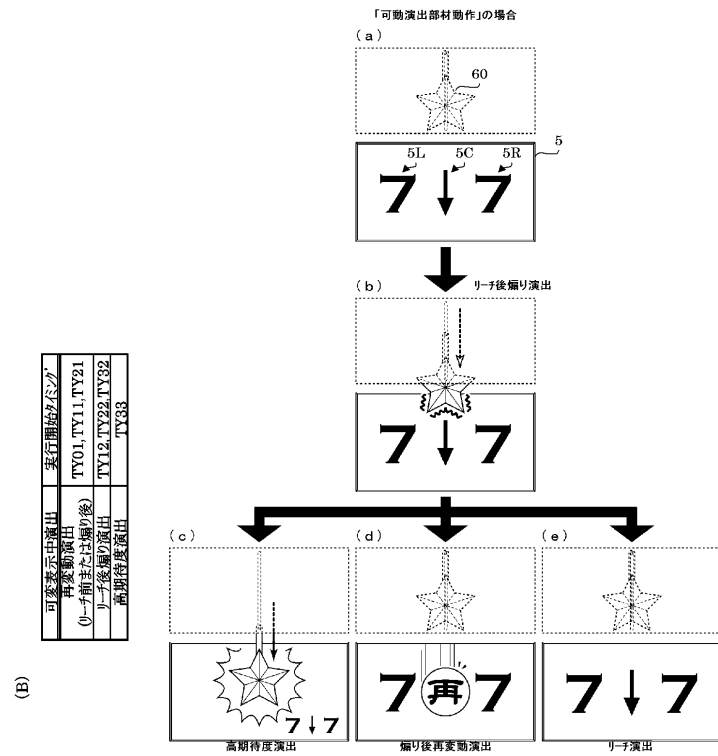 「可動演出部材動作」の場合
(a)
60
5
5L 5C 5R
7 7
(b) リーチ後煽り演出
7 7
(c) (d) (e)
7 7
7 再 7
7 7
高期待度演出 煽り後再変動演出 リーチ演出
(B)
可変表示中演出 実行開始タイミング
再変動演出
(リーチ前または煽り後) TY01,TY11,TY21
リーチ後煽り演出 TY12,TY22,TY32
高期待度演出 TY33